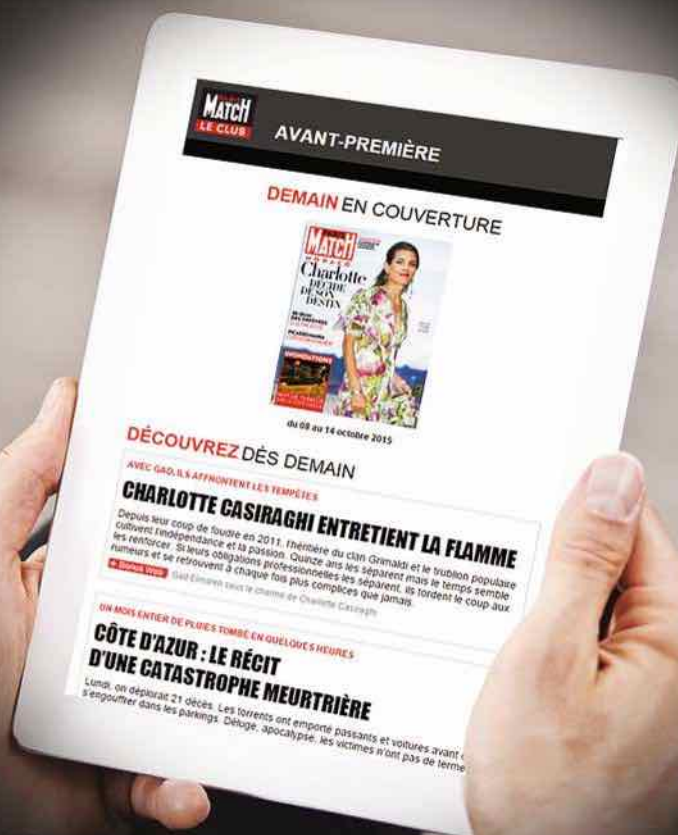 MATCH
LE CLUB
AVANT-PREMIÈRE
DEMAIN EN COUVERTURE
PARIS
MATCH
Charlotte
DÉCIDE
DE SON
DESTIN
INONDATIONS
du 08 au 14 octobre 2015
DÉCOUVREZ DÈS DEMAIN
AVEC GAD, ILS AFFRONTENT LES TEMPÊTES
CHARLOTTE CASIRAGHI ENTRETIENT LA FLAMME
Depuis leur coup de foudre en 2011, l'héritière du clan Grimaldi et le trublion populaire
cultivent l'indépendance et la passion. Quinze ans les séparent mais le temps semble
les renforcer. Si leurs obligations professionnelles les séparent, ils tordent le coup aux
rumeurs et se retrouvent à chaque fois plus complices que jamais.
+ Bonus Web Gad Elmaleh sous le charme de Charlotte Casiraghi
UN MOIS ENTIER DE PLUIES TOMBÉ EN QUELQUES HEURES
CÔTE D'AZUR : LE RÉCIT
D'UNE CATASTROPHE MEURTRIÈRE
Lundi, on déplorait 21 décès. Les torrents ont emporté passants et voitures avant
s'engouffrer dans les parkings. Déluge, apocalypse, les victimes n'ont pas de terme